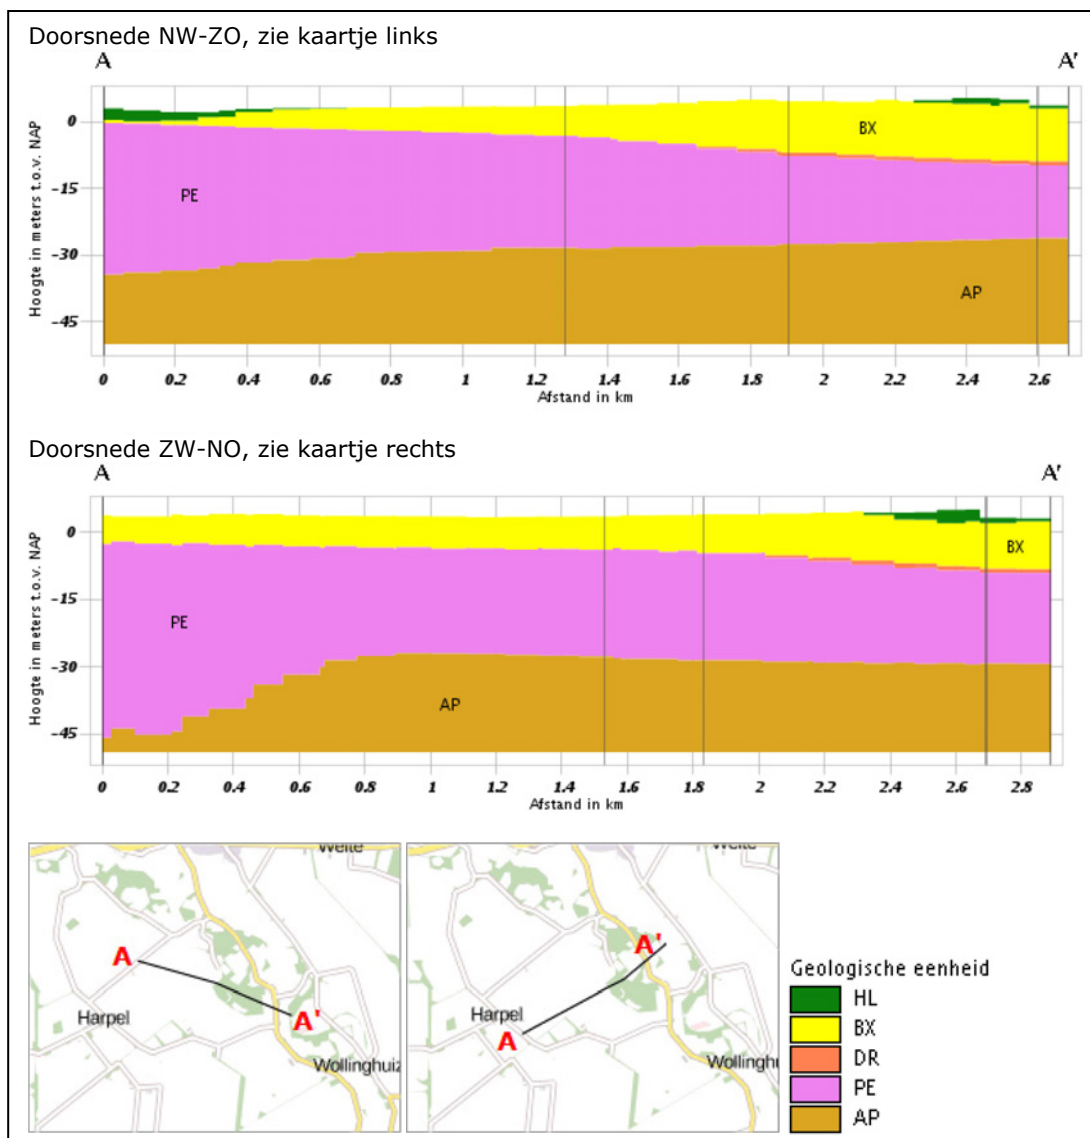 Doorsnede NW-ZO, zie kaartje links
A A'
Hoogte in meters t.o.v. NAP
0
-15
-30
-45
BX
PE
AP
0 0.2 0.4 0.6 0.8 1 1.2 1.4 1.6 1.8 2 2.2 2.4 2.6
Afstand in km
Doorsnede ZW-NO, zie kaartje rechts
A A'
Hoogte in meters t.o.v. NAP
0
-15
-30
-45
BX
PE
AP
0 0.2 0.4 0.6 0.8 1 1.2 1.4 1.6 1.8 2 2.2 2.4 2.6 2.8
Afstand in km
A
A'
Harpel
Wollinghuiz
A'
Harpel
A
Wollinghui
Geologische eenheid
HL
BX
DR
PE
AP